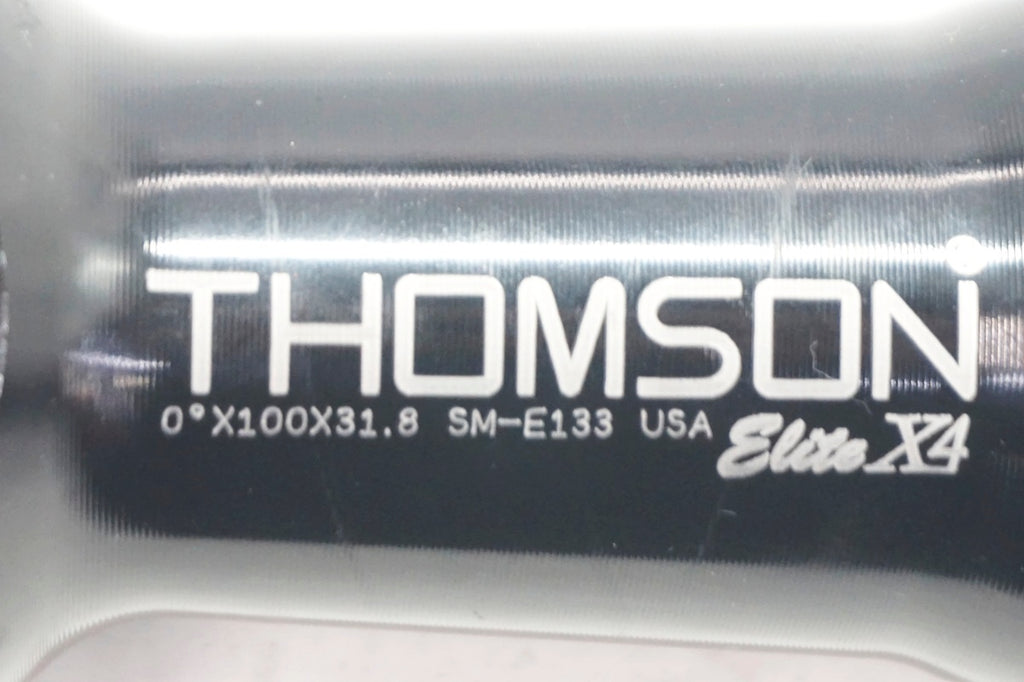 THOMSON
0°X100X31.8 SM-E133 USA
Elite X4